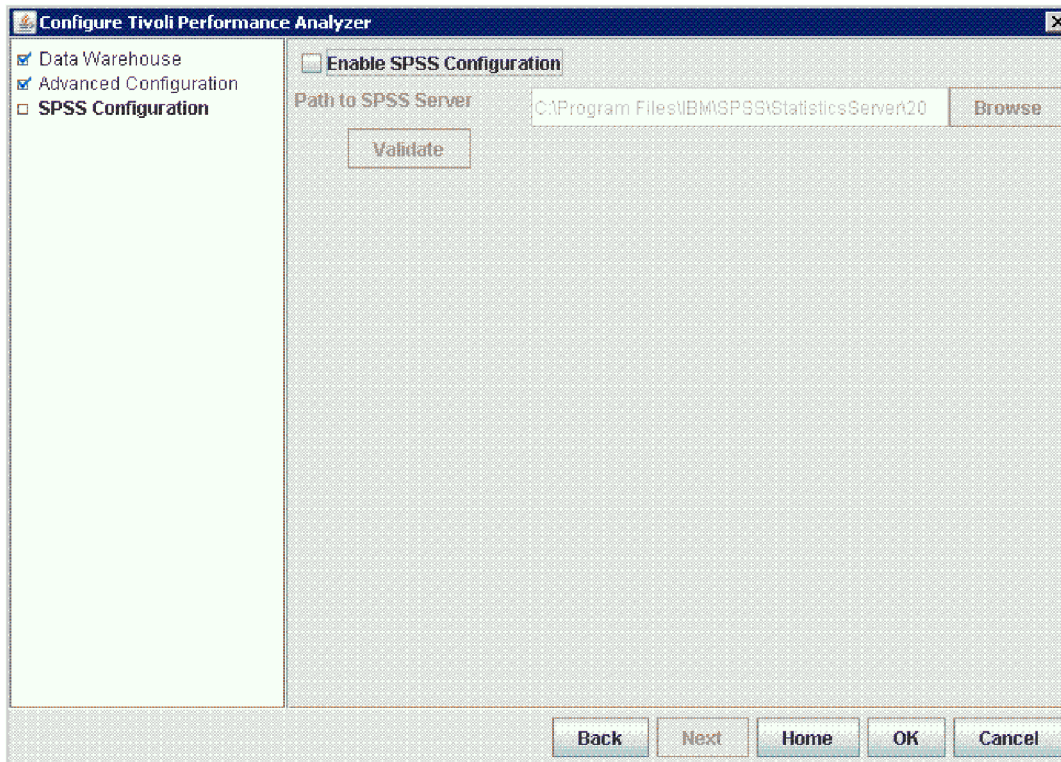 Configure Tivoli Performance Analyzer
Data Warehouse
Advanced Configuration
SPSS Configuration
Enable SPSS Configuration
Path to SPSS Server
C:\Program Files\IBM\SPSS\StatisticsServer\20
Browse
Validate
Back
Next
Home
OK
Cancel